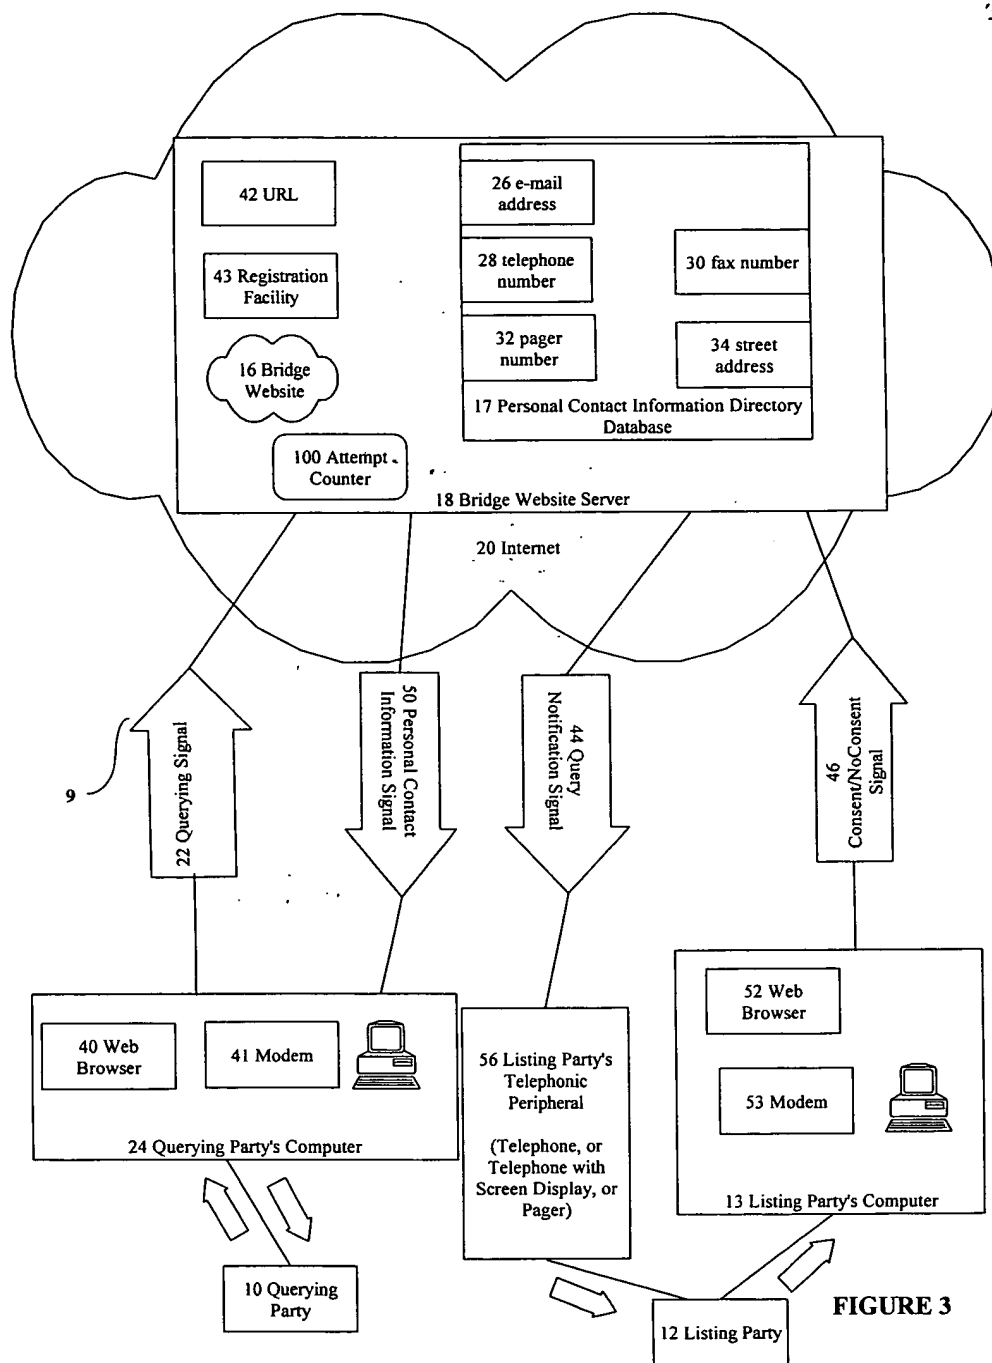 42 URL
26 e-mail
address
43 Registration
Facility
28 telephone
number
30 fax number
16 Bridge
Website
32 pager
number
34 street
address
17 Personal Contact Information Directory
Database
100 Attempt
Counter
18 Bridge Website Server
20 Internet
9
22 Querying Signal
50 Personal Contact
Information Signal
44 Query
Notification Signal
46
Consent/NoConsent
Signal
40 Web
Browser
41 Modem
24 Querying Party's Computer
56 Listing Party's
Telephonic
Peripheral
(Telephone, or
Telephone with
Screen Display, or
Pager)
52 Web
Browser
53 Modem
13 Listing Party's Computer
10 Querying
Party
12 Listing Party
FIGURE 3